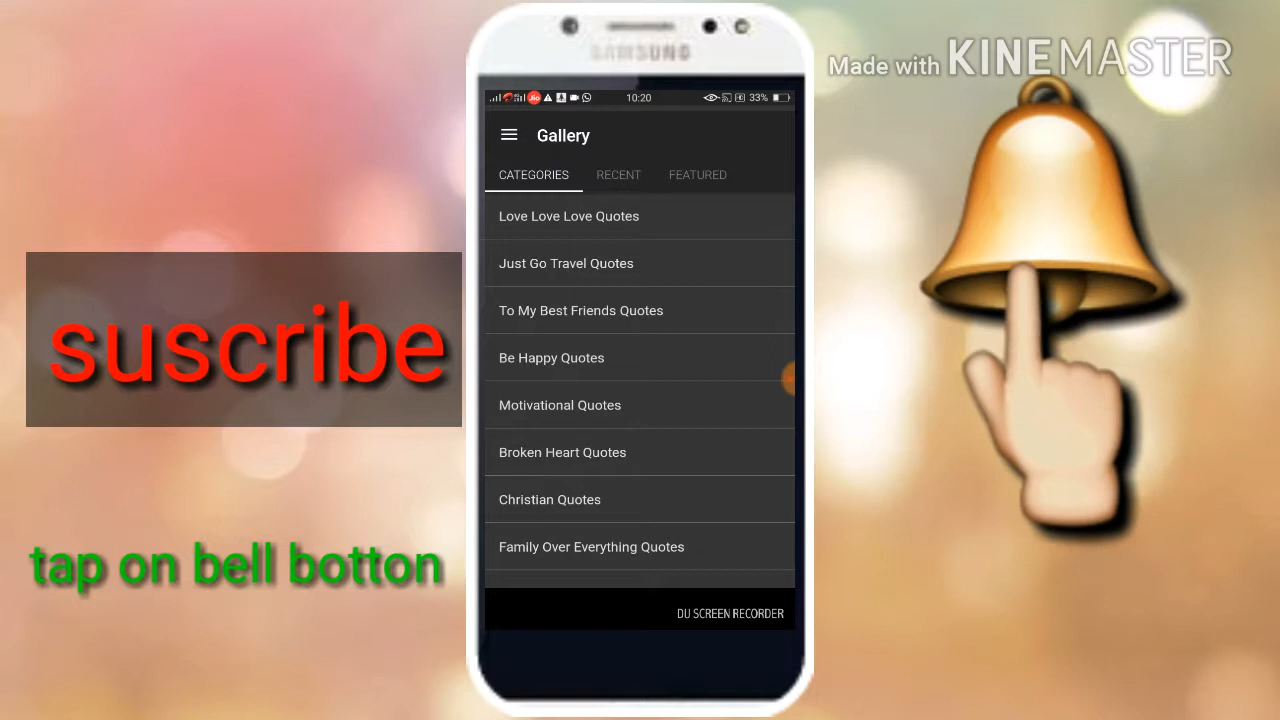 Made with KINEMASTER
SAMSUNG
Jio
10:20
33%
Gallery
CATEGORIES RECENT FEATURED
Love Love Love Quotes
Just Go Travel Quotes
To My Best Friends Quotes
Be Happy Quotes
Motivational Quotes
Broken Heart Quotes
Christian Quotes
Family Over Everything Quotes
DU SCREEN RECORDER
suscribe
tap on bell botton